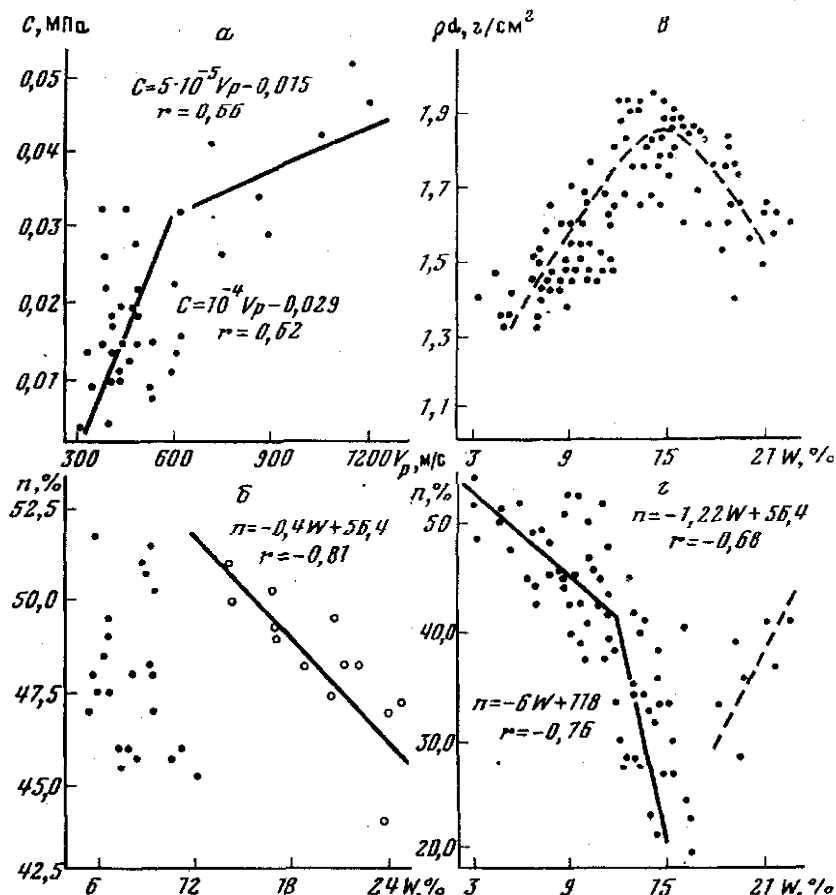 C, МПа
а
0,05
0,04
0,03
0,02
0,01
C=5·10⁻⁵Vp−0,015
r=0,66
C=10⁻⁴Vp−0,029
r=0,62
300 600 900 1200 Vp, м/с
ρd, г/см²
в
1,9
1,7
1,5
1,3
1,1
3 9 15 21 W, %
n, %
б
52,5
50,0
47,5
45,0
42,5
n=−0,4W+56,4
r=−0,81
6 12 18 24 W, %
n, %
г
50
40,0
30,0
20,0
n=−1,22W+56,4
r=−0,68
n=−6W+118
r=−0,76
3 9 15 21 W, %